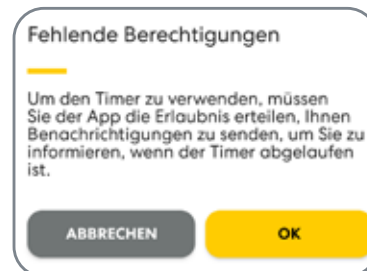 Fehlende Berechtigungen
Um den Timer zu verwenden, müssen
Sie der App die Erlaubnis erteilen, Ihnen
Benachrichtigungen zu senden, um Sie zu
informieren, wenn der Timer abgelaufen
ist.
ABBRECHEN OK